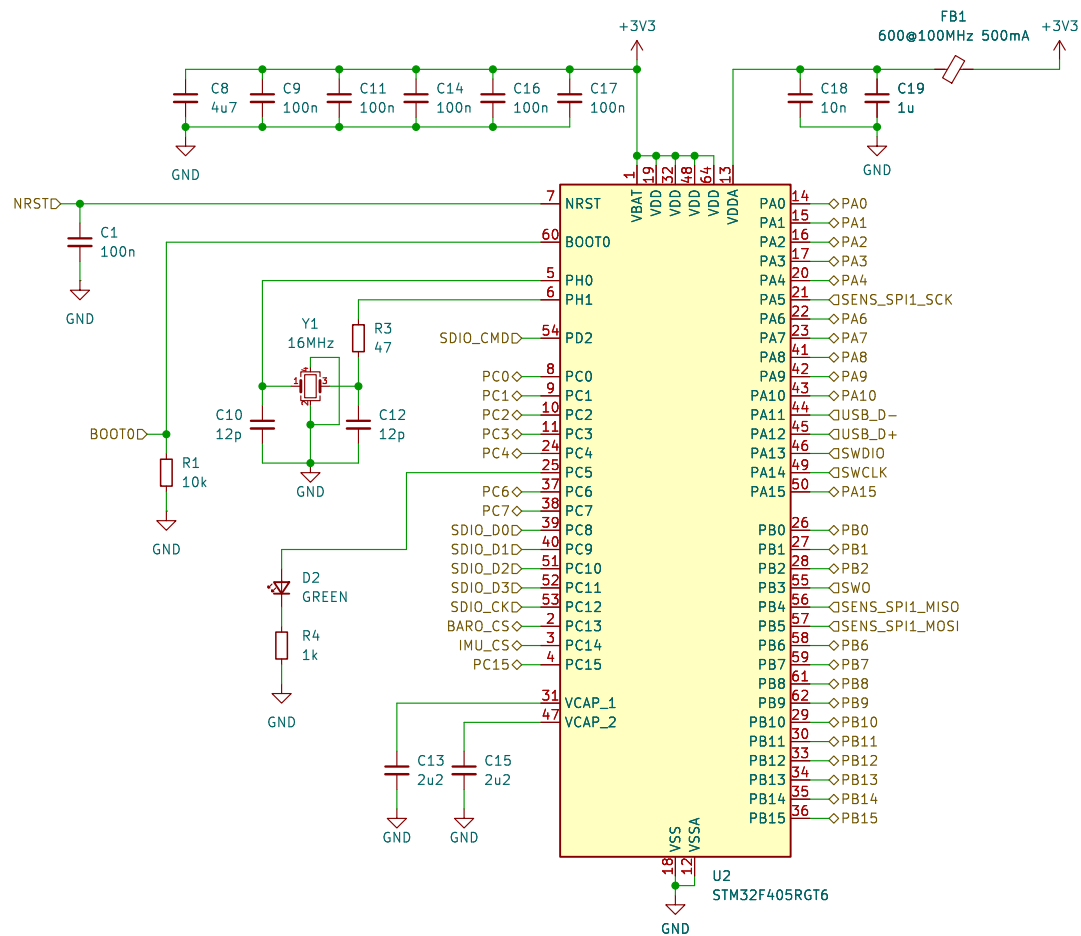 FB1
600@100MHz 500mA
+3V3
+3V3
C8
4u7
C9
100n
C11
100n
C14
100n
C16
100n
C17
100n
C18
10n
C19
1u
GND
GND
1
19
32
48
64
13
VBAT
VDD
VDD
VDD
VDD
VDDA
NRST
7
NRST
C1
100n
GND
60
BOOT0
5
PH0
6
PH1
Y1
16MHz
1
2
3
4
R3
47
C10
12p
C12
12p
GND
BOOT0
R1
10k
GND
SDIO_CMD
54
PD2
PC0
8
PC0
PC1
9
PC1
PC2
10
PC2
PC3
11
PC3
PC4
24
PC4
25
PC5
PC6
37
PC6
PC7
38
PC7
SDIO_D0
39
PC8
SDIO_D1
40
PC9
SDIO_D2
51
PC10
SDIO_D3
52
PC11
SDIO_CK
53
PC12
BARO_CS
2
PC13
IMU_CS
3
PC14
PC15
4
PC15
D2
GREEN
R4
1k
GND
31
VCAP_1
47
VCAP_2
C13
2u2
C15
2u2
GND
GND
PA0
14
PA0
PA1
15
PA1
PA2
16
PA2
PA3
17
PA3
PA4
20
PA4
PA5
21
SENS_SPI1_SCK
PA6
22
PA6
PA7
23
PA7
PA8
41
PA8
PA9
42
PA9
PA10
43
PA10
PA11
44
USB_D-
PA12
45
USB_D+
PA13
46
SWDIO
PA14
49
SWCLK
PA15
50
PA15
PB0
26
PB0
PB1
27
PB1
PB2
28
PB2
PB3
55
SWO
PB4
56
SENS_SPI1_MISO
PB5
57
SENS_SPI1_MOSI
PB6
58
PB6
PB7
59
PB7
PB8
61
PB8
PB9
62
PB9
PB10
29
PB10
PB11
30
PB11
PB12
33
PB12
PB13
34
PB13
PB14
35
PB14
PB15
36
PB15
VSS
VSSA
18
12
U2
STM32F405RGT6
GND